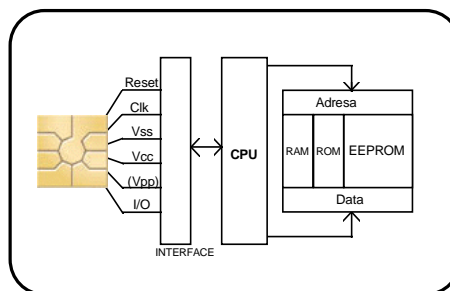 Reset
Clk
Vss
Vcc
(Vpp)
I/O
INTERFACE
CPU
Adresa
RAM ROM EEPROM
Data